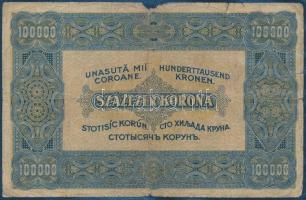 100000 100000
UNASUTĂ MII HUNDERTTAUSEND
COROANE. KRONEN.
SZÁZEZER KORONA
STOTISÍC KORUN. СТО ХИЉАДА КРУНА
СТОТЫСЯЧЪ КОРУНЪ.
100000 100000